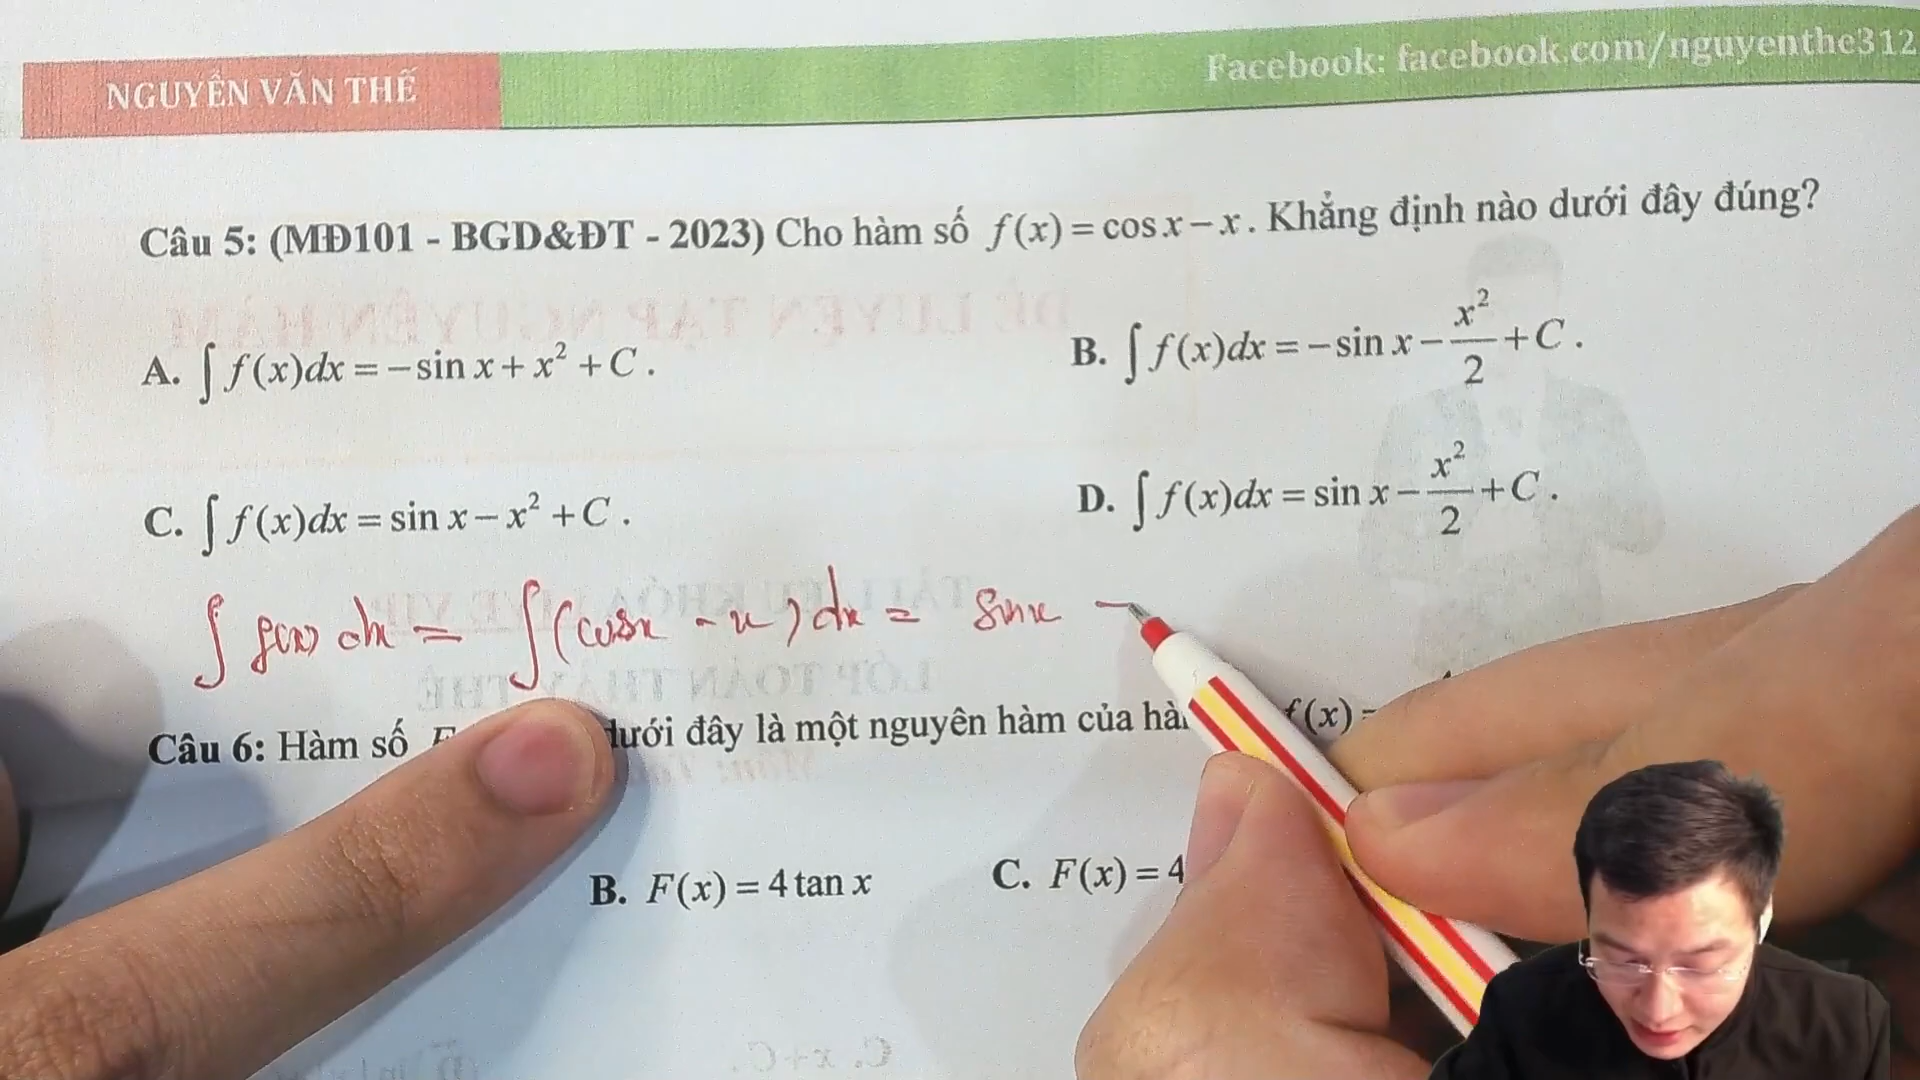 NGUYỄN VĂN THẾ
Facebook: facebook.com/nguyenthe312
Câu 5: (MĐ101 - BGD&ĐT - 2023) Cho hàm số f(x) = cos x − x. Khẳng định nào dưới đây đúng?
A. ∫ f(x)dx = −sin x + x² + C.
B. ∫ f(x)dx = −sin x − x²/2 + C.
C. ∫ f(x)dx = sin x − x² + C.
D. ∫ f(x)dx = sin x − x²/2 + C.
∫ f(x) dx = ∫ (cosx - x) dx = sinx −
Câu 6: Hàm số dưới đây là một nguyên hàm của f(x) =
B. F(x) = 4 tan x
C. F(x) = 4